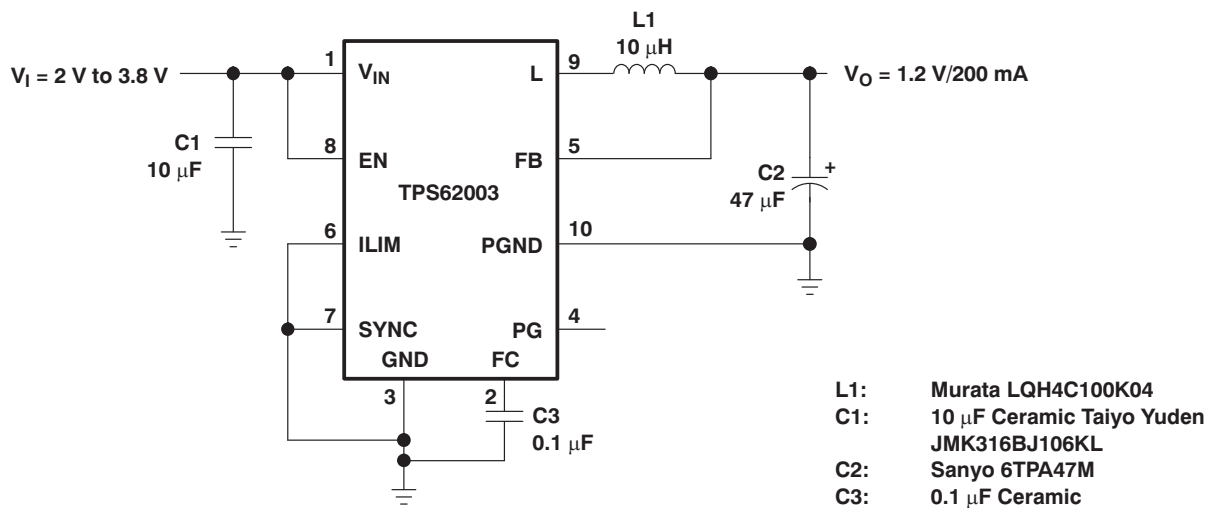 L1
10 μH
V_I = 2 V to 3.8 V
1
V_IN
L
9
V_O = 1.2 V/200 mA
C1
10 μF
8
EN
FB
5
TPS62003
C2
47 μF
+
6
ILIM
PGND
10
7
SYNC
PG
4
GND
FC
3
2
C3
0.1 μF
L1: Murata LQH4C100K04
C1: 10 μF Ceramic Taiyo Yuden
JMK316BJ106KL
C2: Sanyo 6TPA47M
C3: 0.1 μF Ceramic